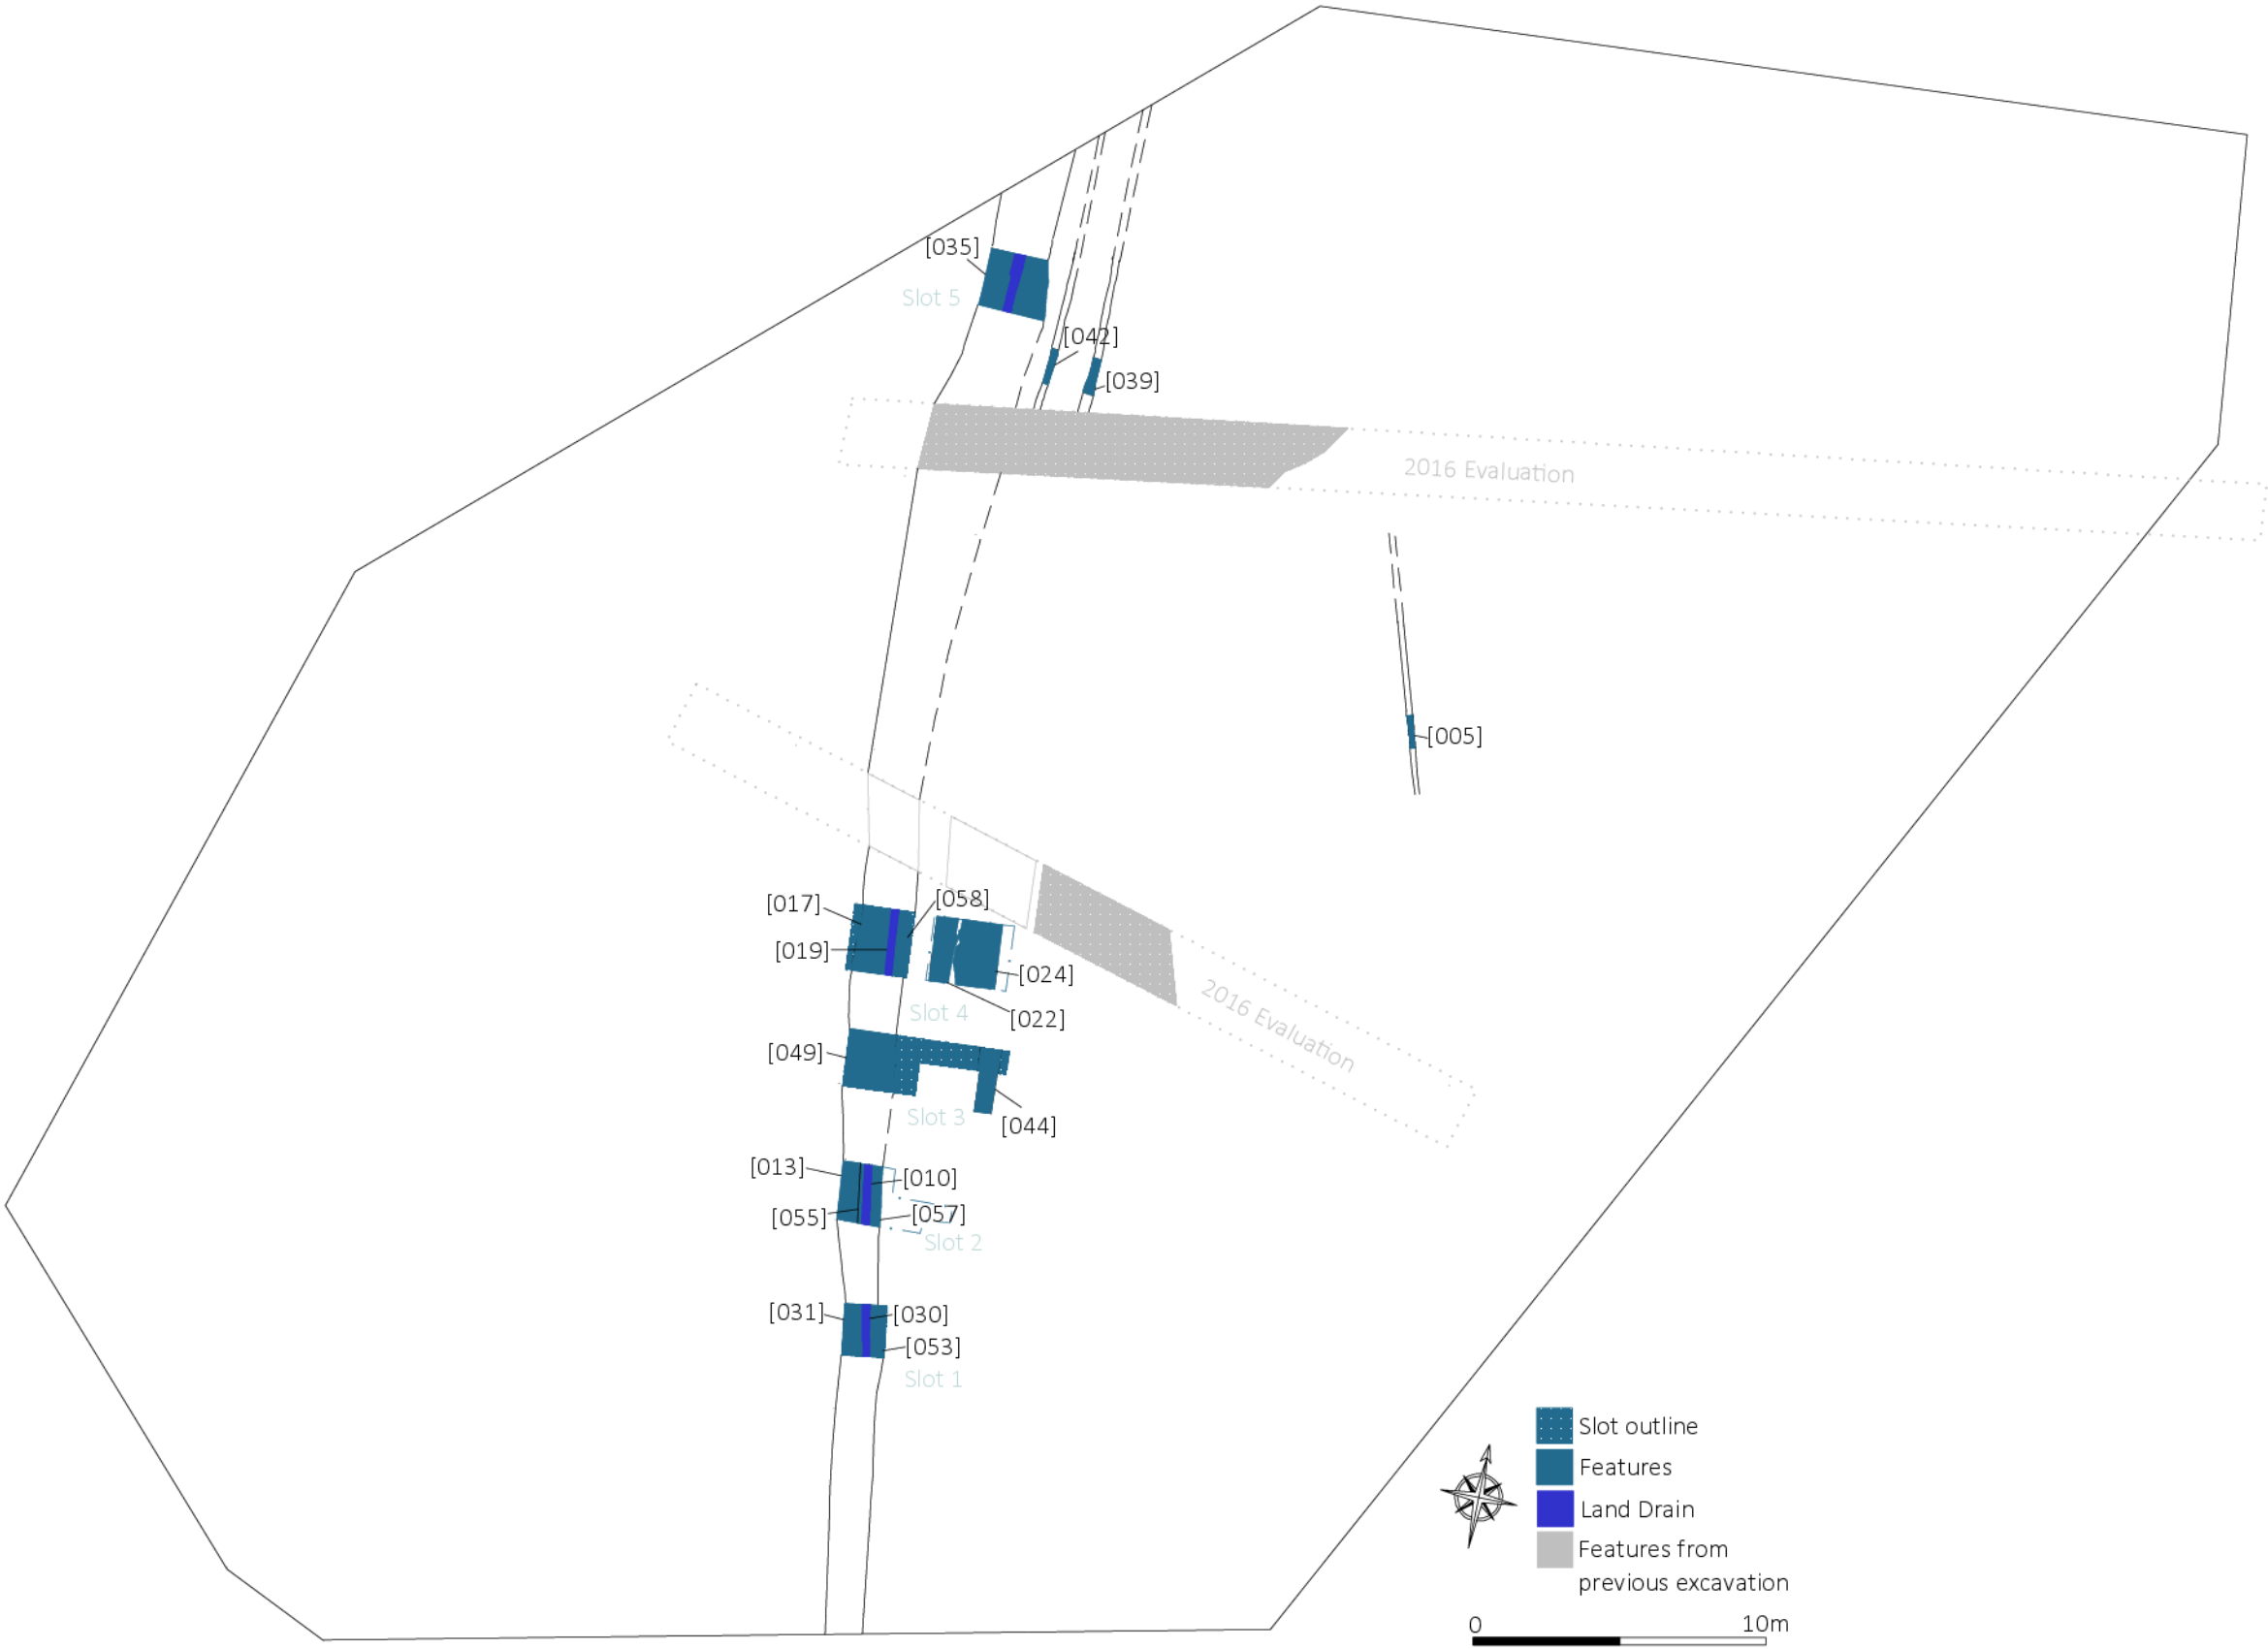 [035]
Slot 5
[042]
[039]
2016 Evaluation
[005]
[017]
[058]
[019]
[024]
Slot 4
[022]
2016 Evaluation
[049]
Slot 3
[044]
[013]
[010]
[055]
[057]
Slot 2
[031]
[030]
[053]
Slot 1
Slot outline
Features
Land Drain
Features from
previous excavation
0 10m